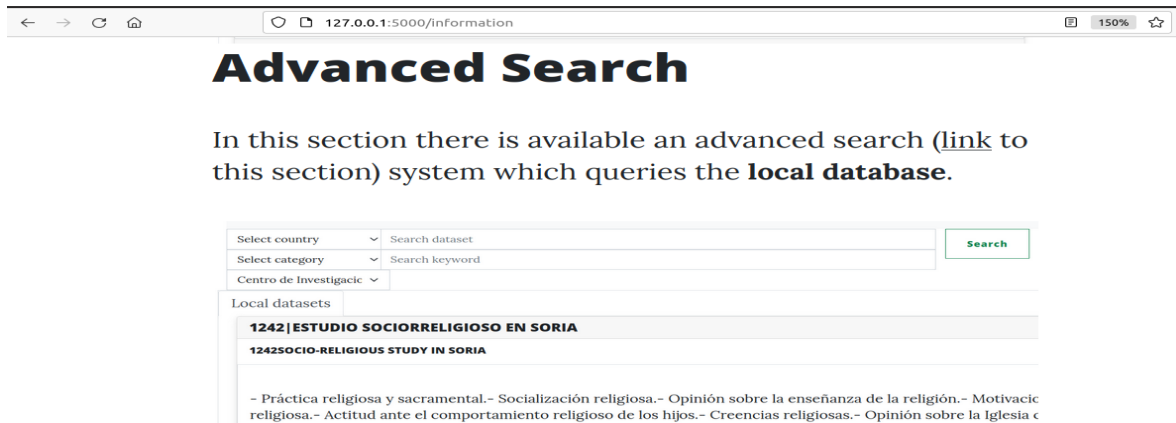 127.0.0.1:5000/information
150%
Advanced Search
In this section there is available an advanced search (link to
this section) system which queries the local database.
Select country
Search dataset
Search
Select category
Search keyword
Centro de Investigacic
Local datasets
1242|ESTUDIO SOCIORRELIGIOSO EN SORIA
1242SOCIO-RELIGIOUS STUDY IN SORIA
- Práctica religiosa y sacramental.- Socialización religiosa.- Opinión sobre la enseñanza de la religión.- Motivacio
religiosa.- Actitud ante el comportamiento religioso de los hijos.- Creencias religiosas.- Opinión sobre la Iglesia c